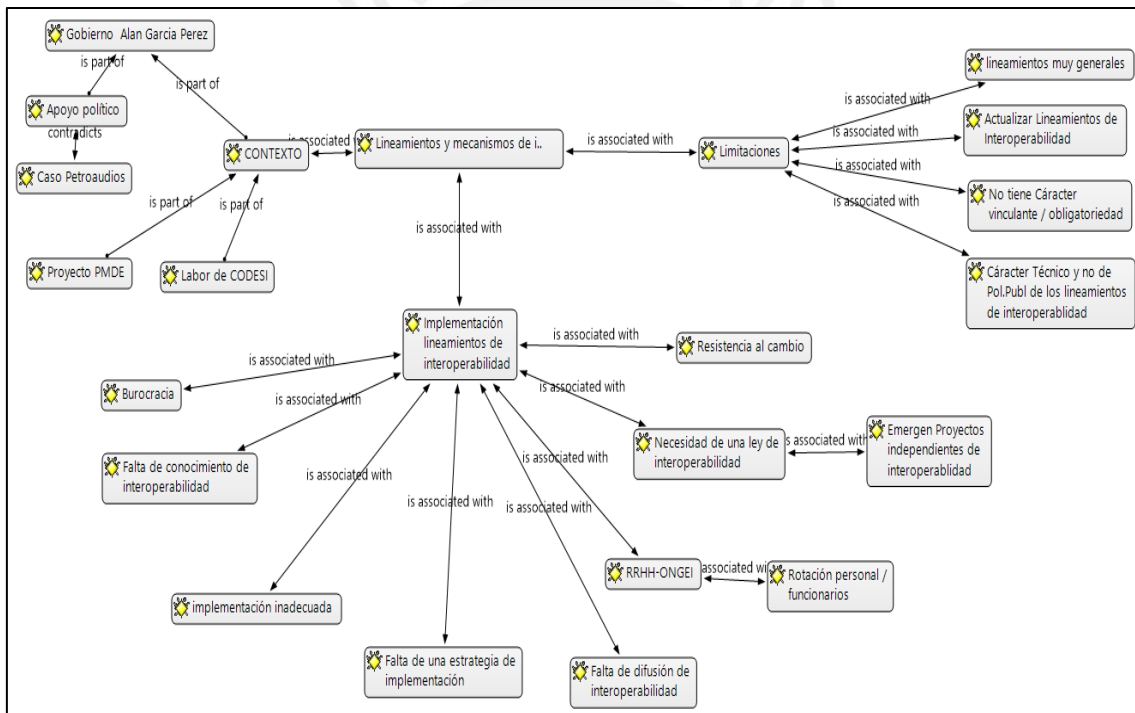 Gobierno Alan Garcia Perez
is part of
is part of
Apoyo político
contradicts
Caso Petroaudios
CONTEXTO
is associated
Lineamientos y mecanismos de i..
is associated with
Limitaciones
is associated with
lineamientos muy generales
is associated with
Actualizar Lineamientos de
Interoperabilidad
is associated with
No tiene Cáracter
vinculante / obligatoriedad
is associated with
Cáracter Técnico y no de
Pol.Publ de los lineamientos
de interoperablidad
is part of
is part of
Proyecto PMDE
Labor de CODESI
is associated with
Implementación
lineamientos de
interoperabilidad
is associated with
Resistencia al cambio
is associated with
Burocracia
is associated with
Falta de conocimiento de
interoperabilidad
is associated with
Necesidad de una ley de
interoperabilidad
is associated with
Emergen Proyectos
independientes de
interoperablidad
is associated with
is associated with
is associated with
RRHH-ONGEI
associated
Rotación personal /
funcionarios
implementación inadecuada
Falta de una estrategia de
implementación
Falta de difusión de
interoperabilidad